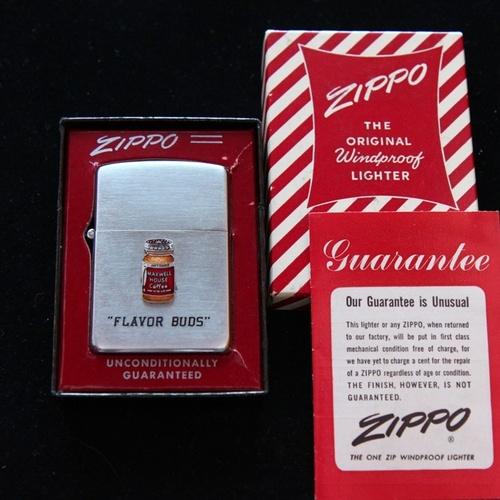 ZIPPO
MAXWELL
HOUSE
Coffee
"FLAVOR BUDS"
UNCONDITIONALLY
GUARANTEED
ZIPPO
THE
ORIGINAL
Windproof
LIGHTER
Guarantee
Our Guarantee is Unusual
This lighter or any ZIPPO, when returned
to our factory, will be put in first class
mechanical condition free of charge, for
we have yet to charge a cent for the repair
of a ZIPPO regardless of age or condition.
THE FINISH, HOWEVER, IS NOT
GUARANTEED.
ZIPPO
®
THE ONE ZIP WINDPROOF LIGHTER